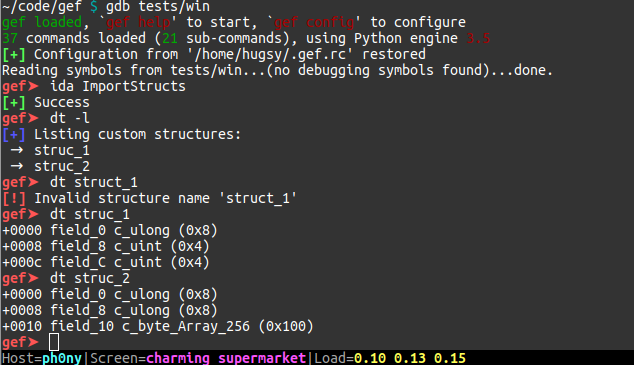 ~/code/gef $ gdb tests/win
gef loaded, `gef help' to start, `gef config' to configure
37 commands loaded (21 sub-commands), using Python engine 3.5
[+] Configuration from '/home/hugsy/.gef.rc' restored
Reading symbols from tests/win...(no debugging symbols found)...done.
gef➤ ida ImportStructs
[+] Success
gef➤ dt -l
[+] Listing custom structures:
→ struc_1
→ struc_2
gef➤ dt struct_1
[!] Invalid structure name 'struct_1'
gef➤ dt struc_1
+0000 field_0 c_ulong (0x8)
+0008 field_8 c_uint (0x4)
+000c field_C c_uint (0x4)
gef➤ dt struc_2
+0000 field_0 c_ulong (0x8)
+0008 field_8 c_ulong (0x8)
+0010 field_10 c_byte_Array_256 (0x100)
gef➤
Host=ph0ny|Screen=charming supermarket|Load=0.10 0.13 0.15